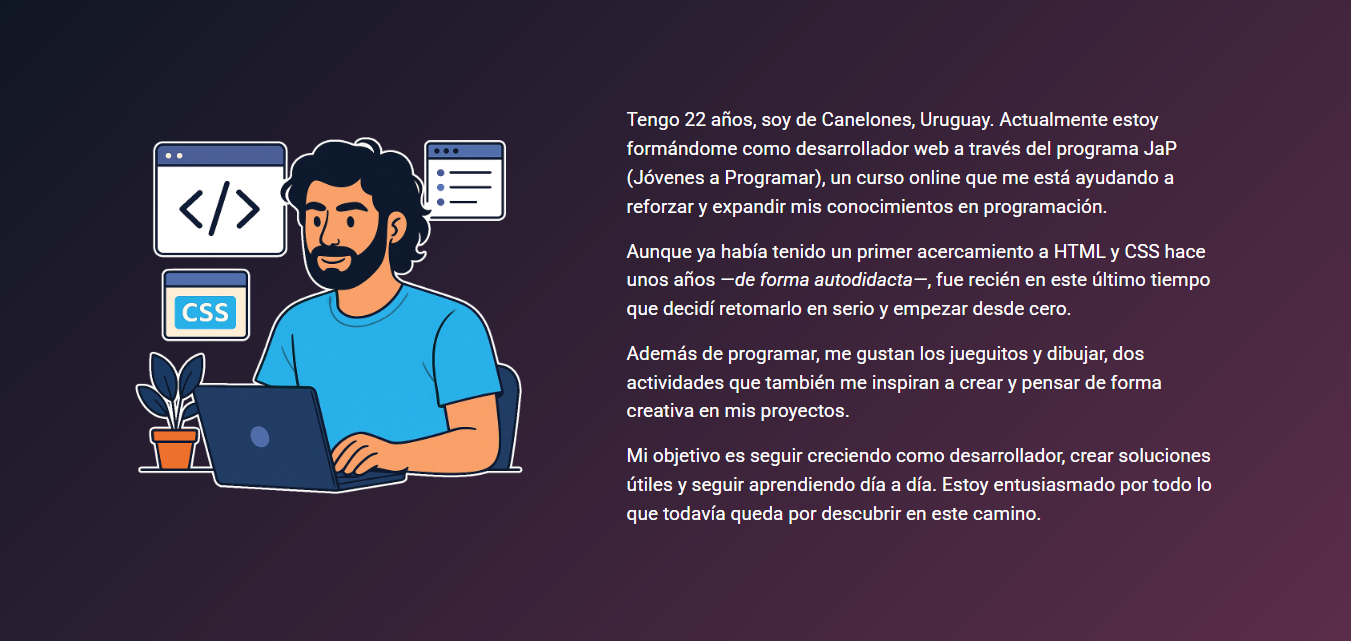 </>
CSS
Tengo 22 años, soy de Canelones, Uruguay. Actualmente estoy
formándome como desarrollador web a través del programa JaP
(Jóvenes a Programar), un curso online que me está ayudando a
reforzar y expandir mis conocimientos en programación.
Aunque ya había tenido un primer acercamiento a HTML y CSS hace
unos años —de forma autodidacta—, fue recién en este último tiempo
que decidí retomarlo en serio y empezar desde cero.
Además de programar, me gustan los jueguitos y dibujar, dos
actividades que también me inspiran a crear y pensar de forma
creativa en mis proyectos.
Mi objetivo es seguir creciendo como desarrollador, crear soluciones
útiles y seguir aprendiendo día a día. Estoy entusiasmado por todo lo
que todavía queda por descubrir en este camino.